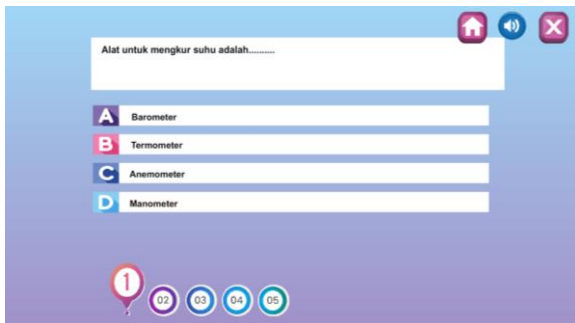 Alat untuk mengkur suhu adalah..........
A Barometer
B Termometer
C Anemometer
D Manometer
1 02 03 04 05